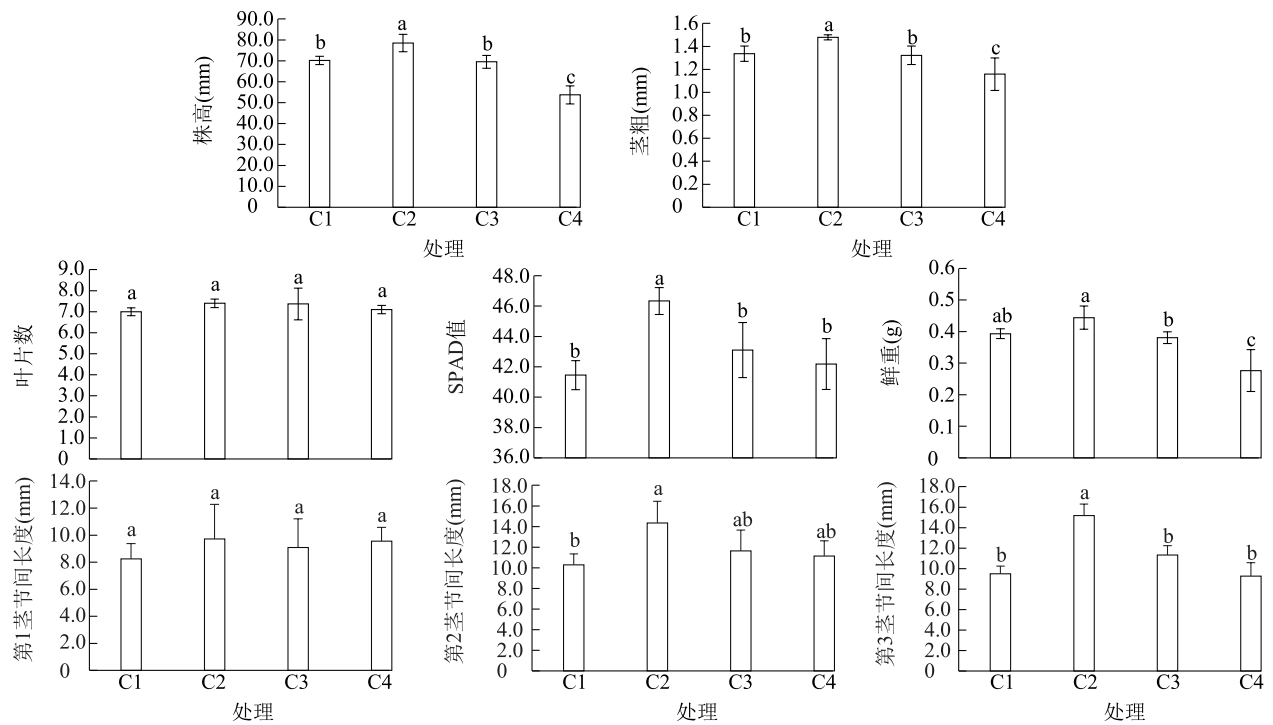 株高(mm)
90.0
80.0
70.0
60.0
50.0
40.0
30.0
20.0
10.0
0
b
a
b
c
C1
C2
C3
C4
处理
茎粗(mm)
1.6
1.4
1.2
1.0
0.8
0.6
0.4
0.2
0
b
a
b
c
C1
C2
C3
C4
处理
叶片数
9.0
8.0
7.0
6.0
5.0
4.0
3.0
2.0
1.0
0
a
a
a
a
SPAD值
48.0
46.0
44.0
42.0
40.0
38.0
36.0
b
a
b
b
鲜重(g)
0.6
0.5
0.4
0.3
0.2
0.1
0
ab
a
b
c
第1茎节间长度(mm)
14.0
12.0
10.0
8.0
6.0
4.0
2.0
0
a
a
a
a
C1
C2
C3
C4
处理
第2茎节间长度(mm)
18.0
16.0
14.0
12.0
10.0
8.0
6.0
4.0
2.0
0
b
a
ab
ab
C1
C2
C3
C4
处理
第3茎节间长度(mm)
18.0
16.0
14.0
12.0
10.0
8.0
6.0
4.0
2.0
0
b
a
b
b
C1
C2
C3
C4
处理